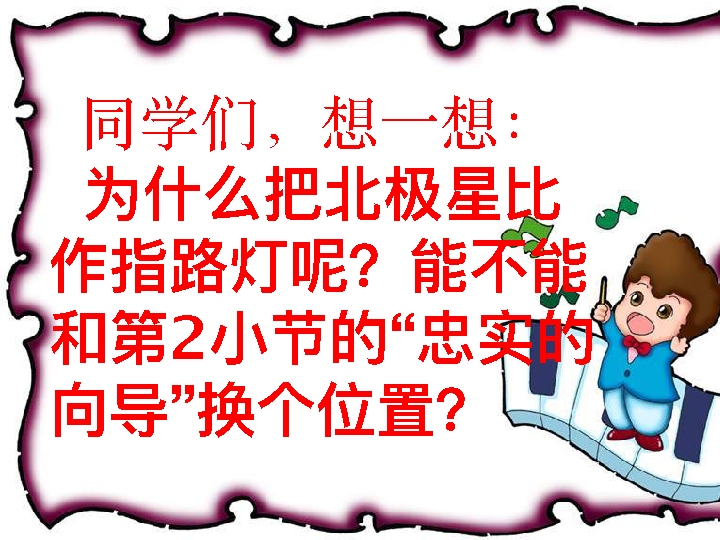 同学们，想一想：
为什么把北极星比
作指路灯呢？能不能
和第2小节的“忠实的
向导”换个位置？